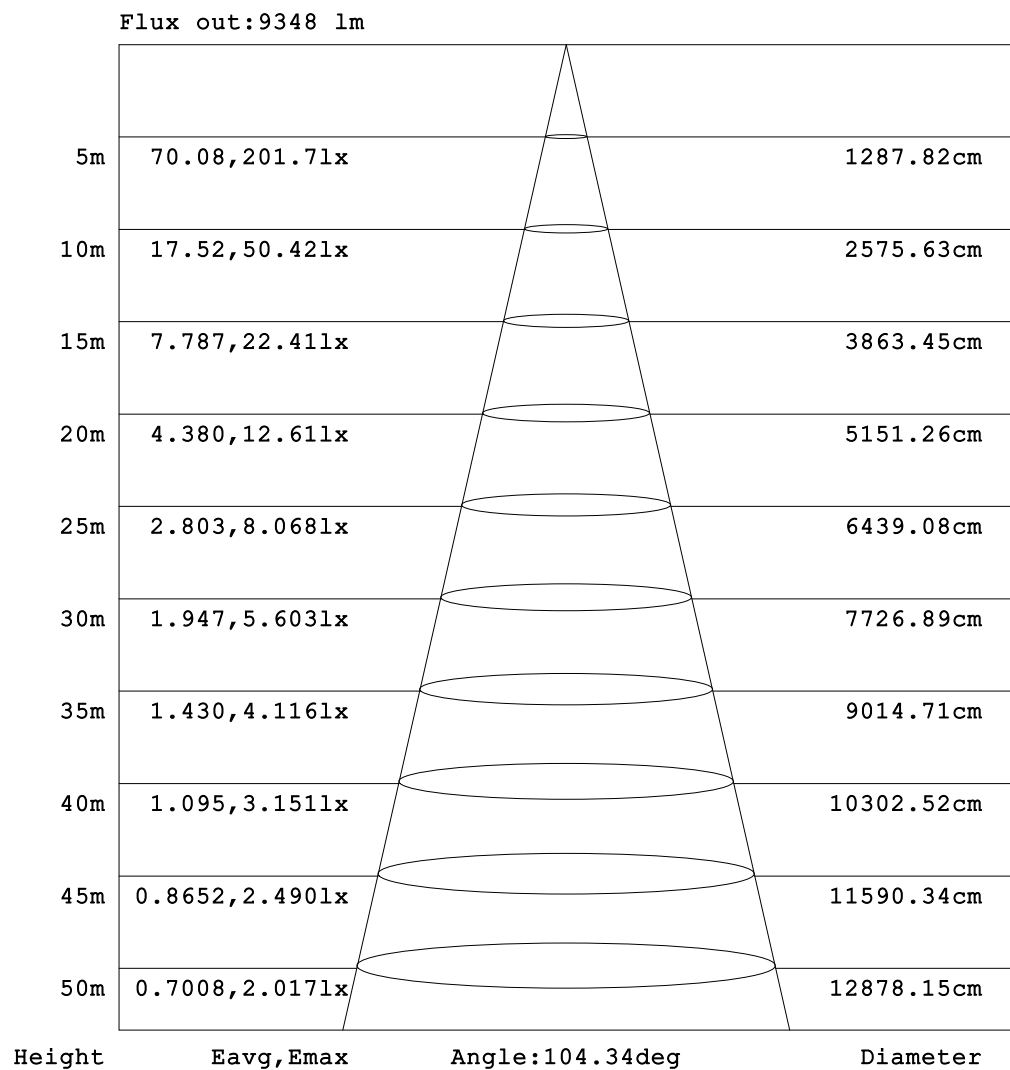 Flux out:9348 lm
5m 70.08,201.7lx 1287.82cm
10m 17.52,50.42lx 2575.63cm
15m 7.787,22.41lx 3863.45cm
20m 4.380,12.61lx 5151.26cm
25m 2.803,8.068lx 6439.08cm
30m 1.947,5.603lx 7726.89cm
35m 1.430,4.116lx 9014.71cm
40m 1.095,3.151lx 10302.52cm
45m 0.8652,2.490lx 11590.34cm
50m 0.7008,2.017lx 12878.15cm
Height Eavg,Emax Angle:104.34deg Diameter